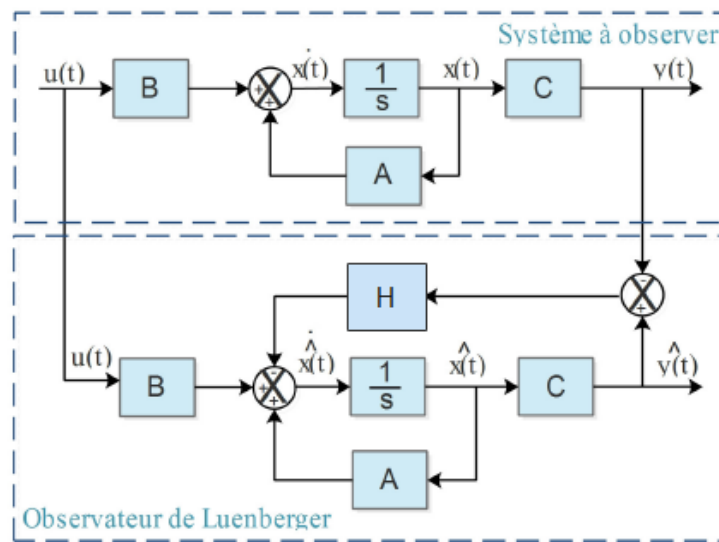 Système à observer
u(t)
B
ẋ(t)
1/s
x(t)
C
y(t)
+
+
A
-
+
H
u(t)
B
-
+
+
x̂̇(t)
1/s
x̂(t)
C
ŷ(t)
A
Observateur de Luenberger